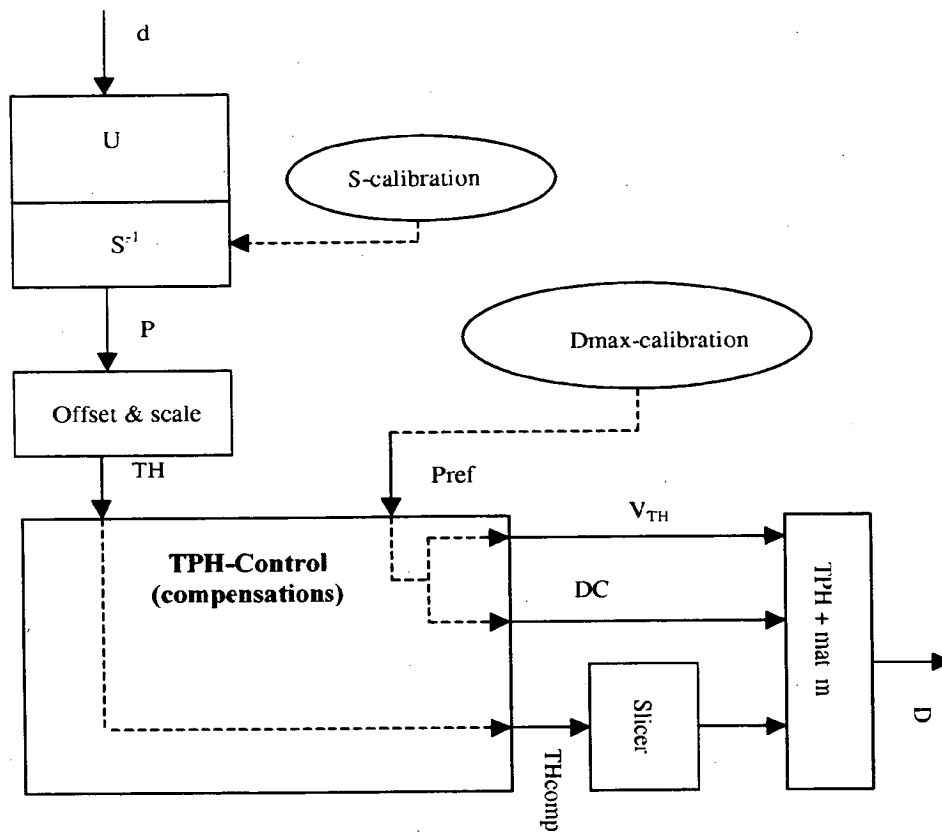 d
U
S-calibration
S⁻¹
P
Dmax-calibration
Offset & scale
TH
Pref
V_TH
TPH-Control
(compensations)
DC
TPH + mat m
Slicer
D
THcomp